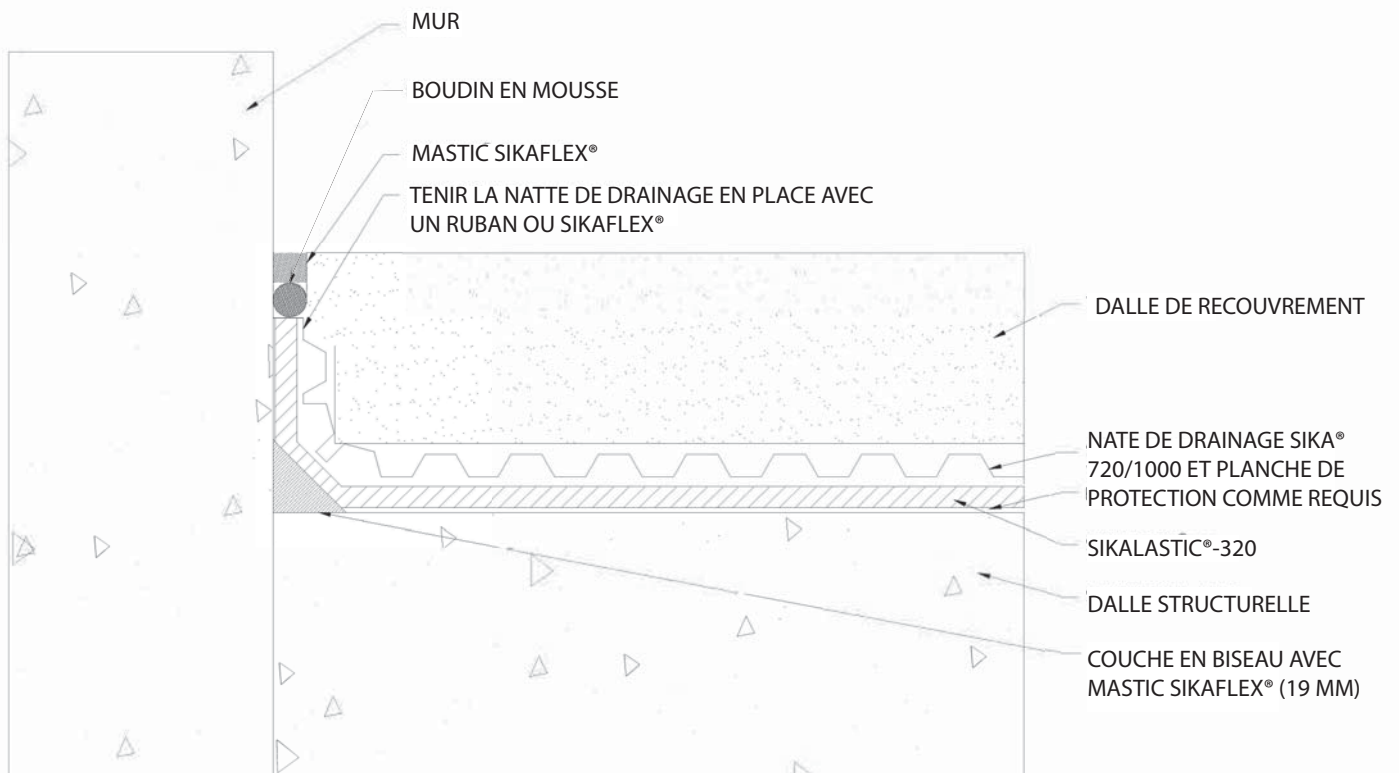 MUR
BOUDIN EN MOUSSE
MASTIC SIKAFLEX®
TENIR LA NATTE DE DRAINAGE EN PLACE AVEC
UN RUBAN OU SIKAFLEX®
DALLE DE RECOUVREMENT
NATE DE DRAINAGE SIKA®
720/1000 ET PLANCHE DE
PROTECTION COMME REQUIS
SIKALASTIC®-320
DALLE STRUCTURELLE
COUCHE EN BISEAU AVEC
MASTIC SIKAFLEX® (19 MM)